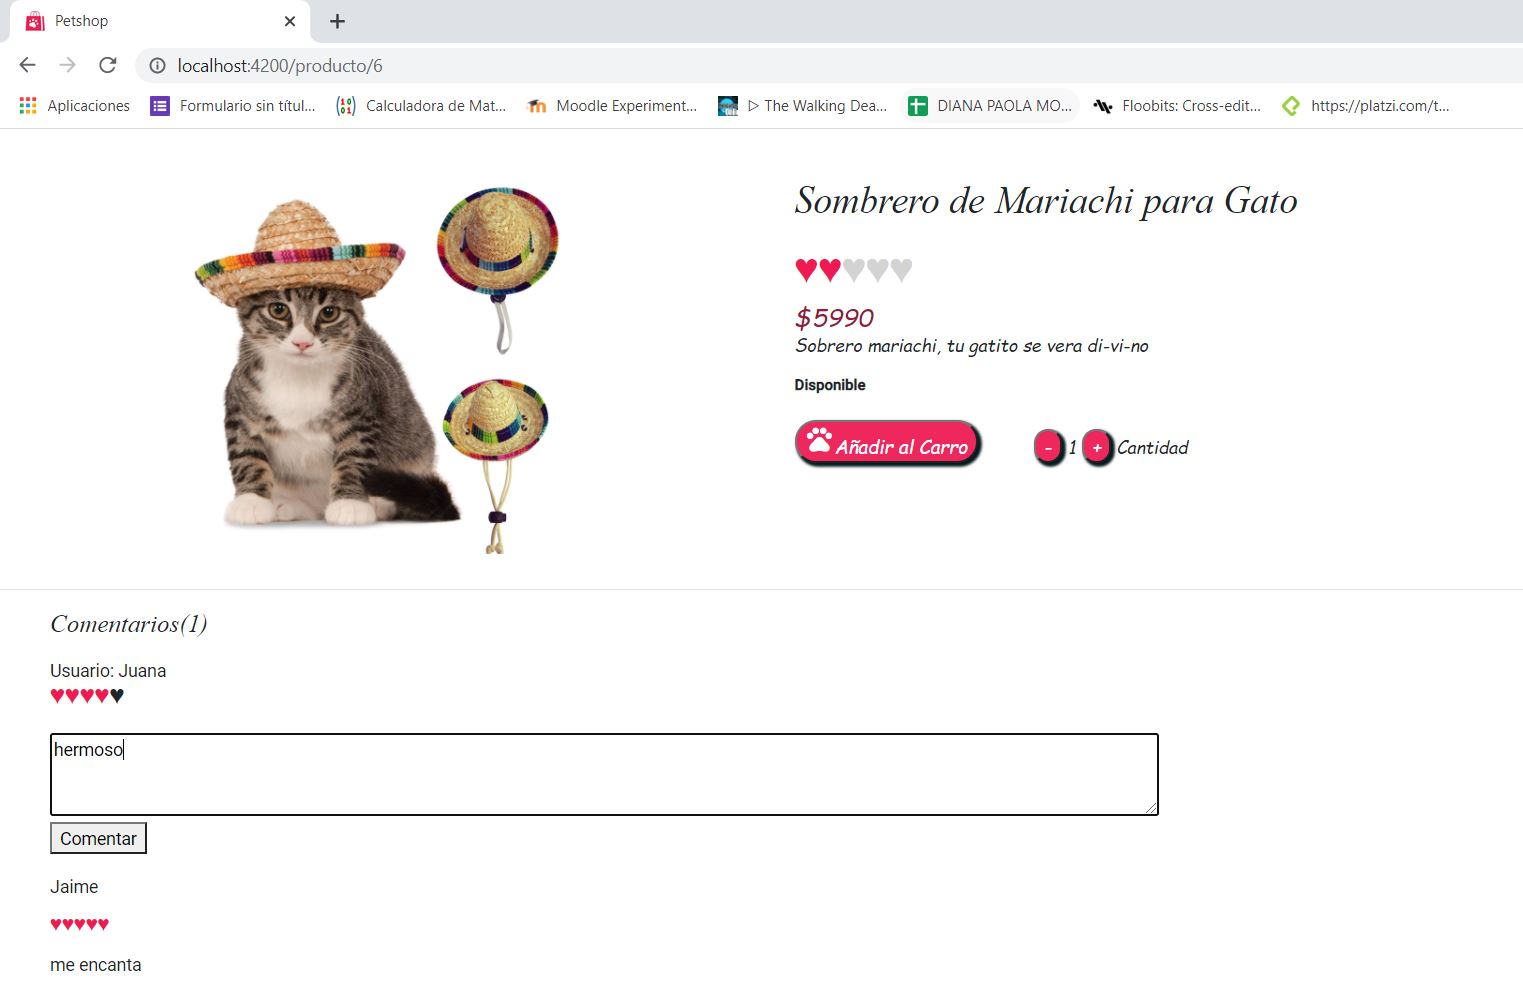 Petshop
localhost:4200/producto/6
Aplicaciones
Formulario sin títul...
Calculadora de Mat...
Moodle Experiment...
▷ The Walking Dea...
DIANA PAOLA MO...
Floobits: Cross-edit...
https://platzi.com/t...
Sombrero de Mariachi para Gato
♥♥♥♥♥
$5990
Sobrero mariachi, tu gatito se vera di-vi-no
Disponible
Añadir al Carro
- 1 + Cantidad
Comentarios(1)
Usuario: Juana
♥♥♥♥♥
hermoso
Comentar
Jaime
♥♥♥♥♥
me encanta